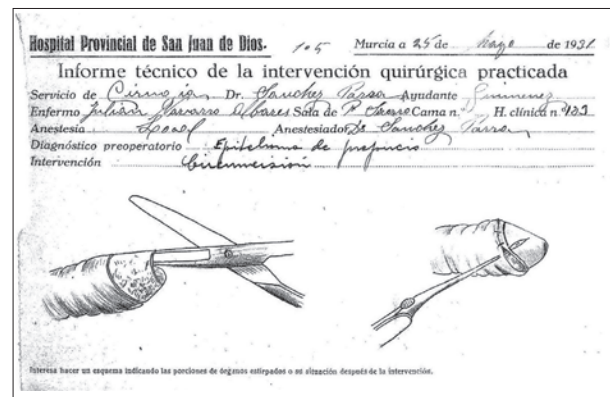 Hospital Provincial de San Juan de Dios. 105 Murcia a 25 de Mayo de 1931
Informe técnico de la intervención quirúrgica practicada
Servicio de Cirugía Dr. Sanchez Parra Ayudante Gimenez
Enfermo Julián Navarro Sala de Cama n.º H. clínica n.º 133
Anestesia Local Anestesiador Dr Sanchez Parra
Diagnóstico preoperatorio Epitelioma de prepucio
Intervención Circuncisión
Interesa hacer un esquema indicando las porciones de órganos extirpados o su situación después de la intervención.